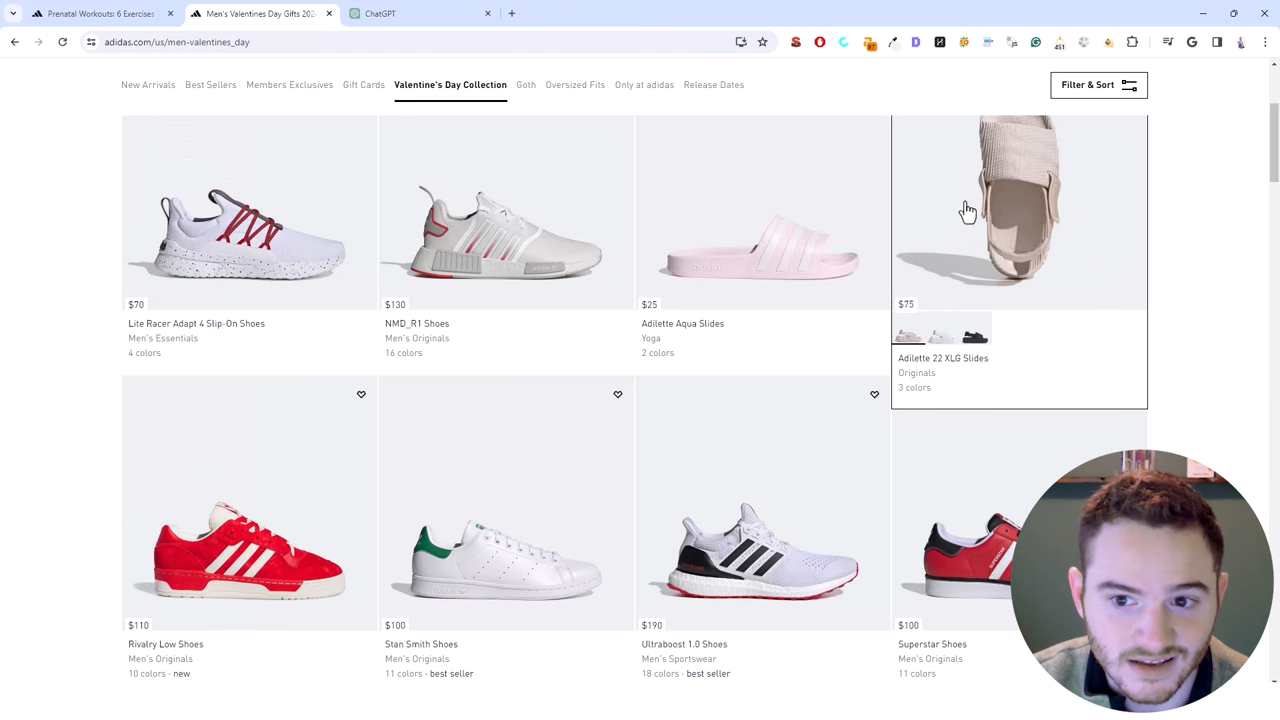 Prenatal Workouts: 6 Exercises
Men's Valentines Day Gifts 202
ChatGPT
adidas.com/us/men-valentines_day
87
451
New Arrivals Best Sellers Members Exclusives Gift Cards Valentine's Day Collection Goth Oversized Fits Only at adidas Release Dates
Filter & Sort
$70
Lite Racer Adapt 4 Slip-On Shoes
Men's Essentials
4 colors
$130
NMD_R1 Shoes
Men's Originals
16 colors
$25
Adilette Aqua Slides
Yoga
2 colors
$75
Adilette 22 XLG Slides
Originals
3 colors
$110
Rivalry Low Shoes
Men's Originals
10 colors · new
$100
Stan Smith Shoes
Men's Originals
11 colors · best seller
$190
Ultraboost 1.0 Shoes
Men's Sportswear
18 colors · best seller
SUPERSTAR
$100
Superstar Shoes
Men's Originals
11 colors